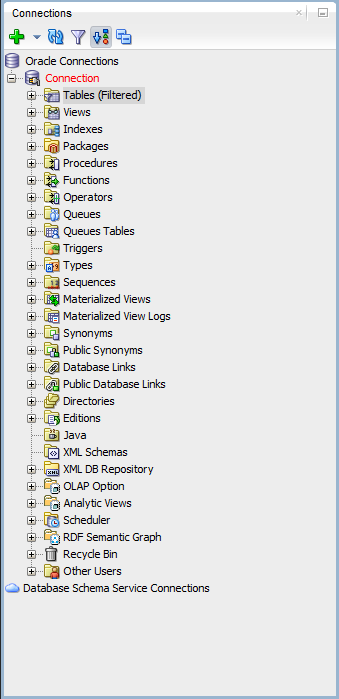 Connections
Oracle Connections
Connection
Tables (Filtered)
Views
Indexes
Packages
Procedures
Functions
Operators
Queues
Queues Tables
Triggers
Types
Sequences
Materialized Views
Materialized View Logs
Synonyms
Public Synonyms
Database Links
Public Database Links
Directories
Editions
Java
XML Schemas
XML DB Repository
OLAP Option
Analytic Views
Scheduler
RDF Semantic Graph
Recycle Bin
Other Users
Database Schema Service Connections